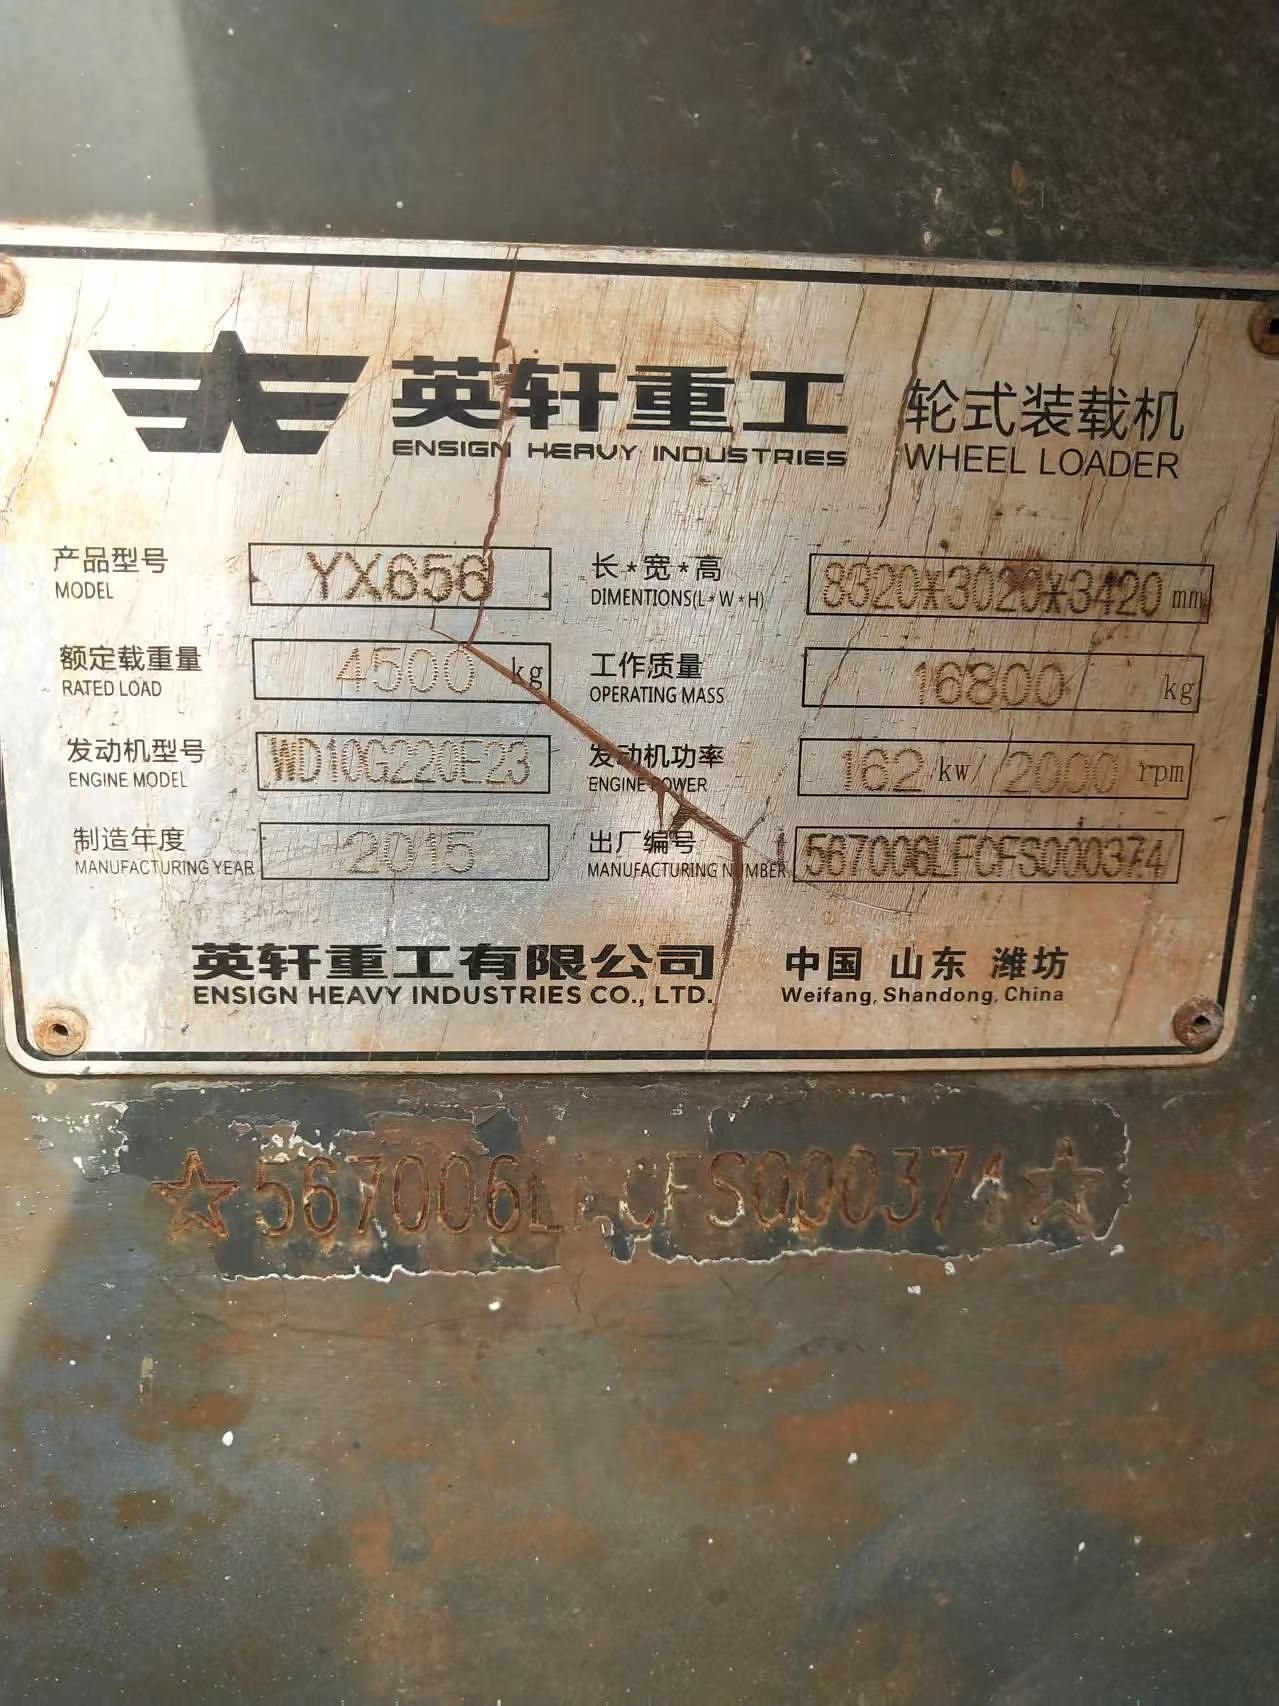 英轩重工 轮式装载机
ENSIGN HEAVY INDUSTRIES WHEEL LOADER
产品型号 YX656 长*宽*高 8320*3020*3420 mm
MODEL DIMENTIONS(L*W*H)
额定载重量 4500 kg 工作质量 16800 kg
RATED LOAD OPERATING MASS
发动机型号 WD10G220E23 发动机功率 162 kw/ 2000 rpm
ENGINE MODEL ENGINE POWER
制造年度 2015 出厂编号 567006LFCFS000374
MANUFACTURING YEAR MANUFACTURING NUMBER
英轩重工有限公司 中国 山东 潍坊
ENSIGN HEAVY INDUSTRIES CO., LTD. Weifang, Shandong, China
☆567006LFCFS000374☆